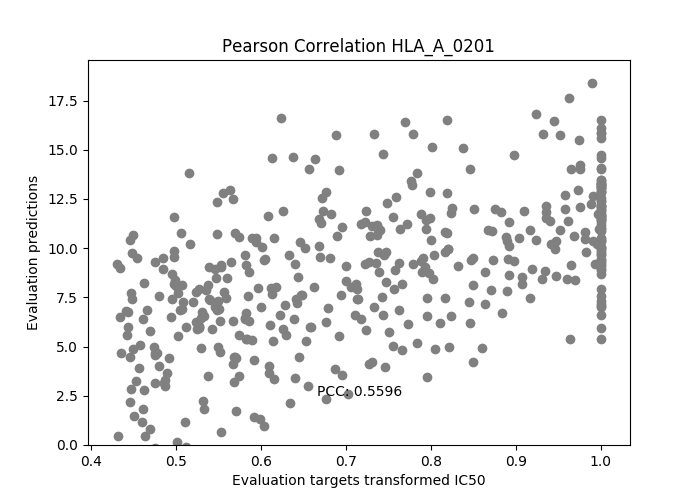 Pearson Correlation HLA_A_0201
Evaluation predictions
17.5
15.0
12.5
10.0
7.5
5.0
2.5
0.0
PCC: 0.5596
0.4 0.5 0.6 0.7 0.8 0.9 1.0
Evaluation targets transformed IC50